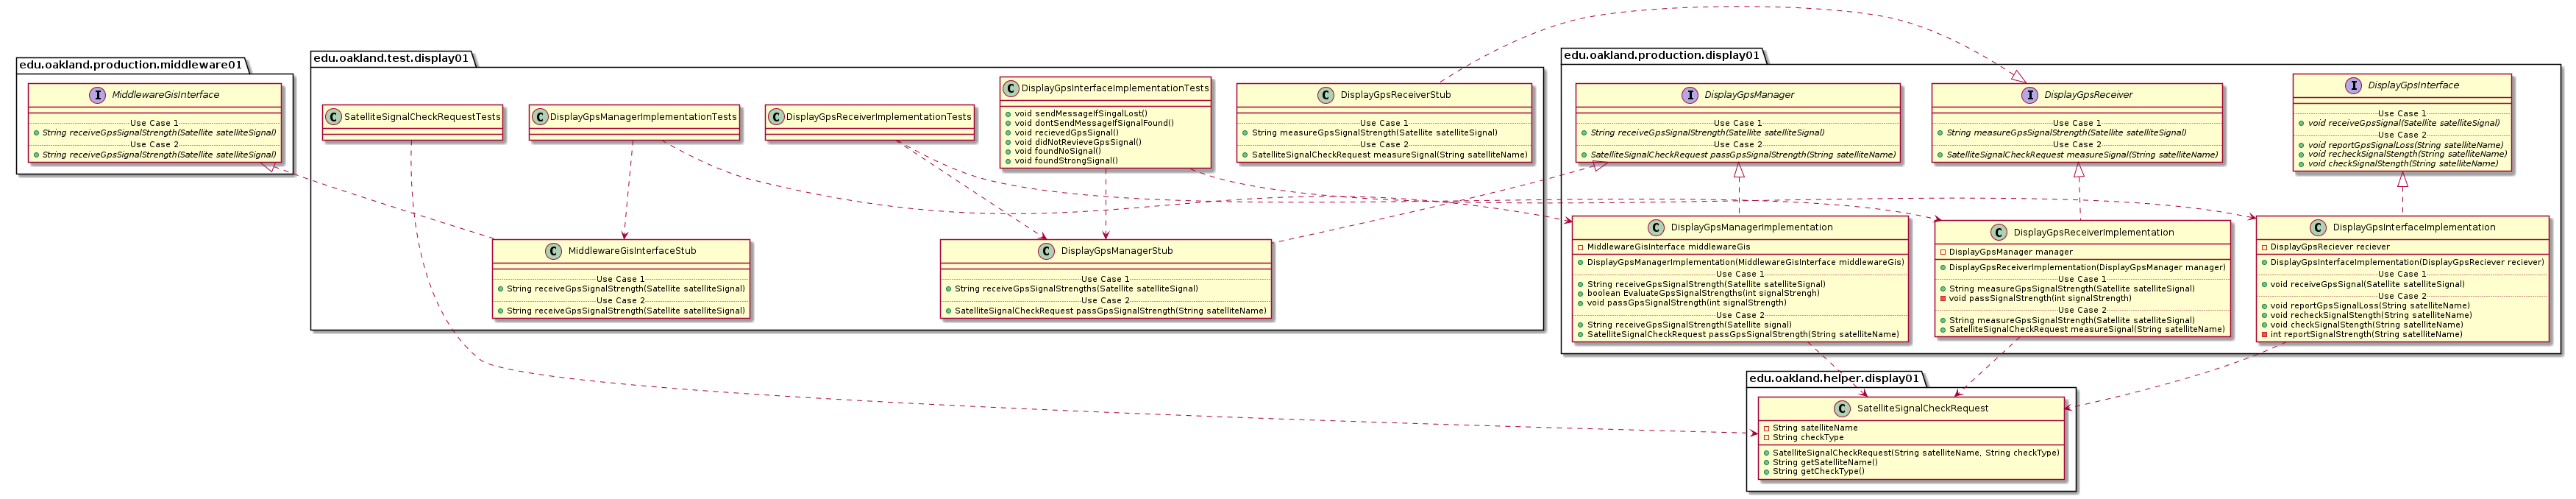 edu.oakland.production.middleware01
I MiddlewareGisInterface
Use Case 1
String receiveGpsSignalStrength(Satellite satelliteSignal)
Use Case 2
String receiveGpsSignalStrength(Satellite satelliteSignal)
edu.oakland.test.display01
C SatelliteSignalCheckRequestTests
C DisplayGpsManagerImplementationTests
C DisplayGpsReceiverImplementationTests
C DisplayGpsInterfaceImplementationTests
void sendMessageIfSingalLost()
void dontSendMessageIfSignalFound()
void recievedGpsSignal()
void didNotRevieveGpsSignal()
void foundNoSignal()
void foundStrongSignal()
C DisplayGpsReceiverStub
Use Case 1
String measureGpsSignalStrength(Satellite satelliteSignal)
Use Case 2
SatelliteSignalCheckRequest measureSignal(String satelliteName)
C MiddlewareGisInterfaceStub
Use Case 1
String receiveGpsSignalStrength(Satellite satelliteSignal)
Use Case 2
String receiveGpsSignalStrength(Satellite satelliteSignal)
C DisplayGpsManagerStub
Use Case 1
String receiveGpsSignalStrengths(Satellite satelliteSignal)
Use Case 2
SatelliteSignalCheckRequest passGpsSignalStrength(String satelliteName)
edu.oakland.production.display01
I DisplayGpsManager
Use Case 1
String receiveGpsSignalStrength(Satellite satelliteSignal)
Use Case 2
SatelliteSignalCheckRequest passGpsSignalStrength(String satelliteName)
I DisplayGpsReceiver
Use Case 1
String measureGpsSignalStrength(Satellite satelliteSignal)
Use Case 2
SatelliteSignalCheckRequest measureSignal(String satelliteName)
I DisplayGpsInterface
Use Case 1
void receiveGpsSignal(Satellite satelliteSignal)
Use Case 2
void reportGpsSignalLoss(String satelliteName)
void recheckSignalStength(String satelliteName)
void checkSignalStength(String satelliteName)
C DisplayGpsManagerImplementation
MiddlewareGisInterface middlewareGis
DisplayGpsManagerImplementation(MiddlewareGisInterface middlewareGis)
Use Case 1
String receiveGpsSignalStrength(Satellite satelliteSignal)
boolean EvaluateGpsSignalStrengths(int signalStrengh)
void passGpsSignalStrength(int signalStrength)
Use Case 2
String receiveGpsSignalStrength(Satellite signal)
SatelliteSignalCheckRequest passGpsSignalStrength(String satelliteName)
C DisplayGpsReceiverImplementation
DisplayGpsManager manager
DisplayGpsReceiverImplementation(DisplayGpsManager manager)
Use Case 1
String measureGpsSignalStrength(Satellite satelliteSignal)
void passSignalStrength(int signalStrength)
Use Case 2
String measureGpsSignalStrength(Satellite satelliteSignal)
SatelliteSignalCheckRequest measureSignal(String satelliteName)
C DisplayGpsInterfaceImplementation
DisplayGpsReciever reciever
DisplayGpsInterfaceImplementation(DisplayGpsReciever reciever)
Use Case 1
void receiveGpsSignal(Satellite satelliteSignal)
Use Case 2
void reportGpsSignalLoss(String satelliteName)
void recheckSignalStength(String satelliteName)
void checkSignalStength(String satelliteName)
int reportSignalStrength(String satelliteName)
edu.oakland.helper.display01
C SatelliteSignalCheckRequest
String satelliteName
String checkType
SatelliteSignalCheckRequest(String satelliteName, String checkType)
String getSatelliteName()
String getCheckType()